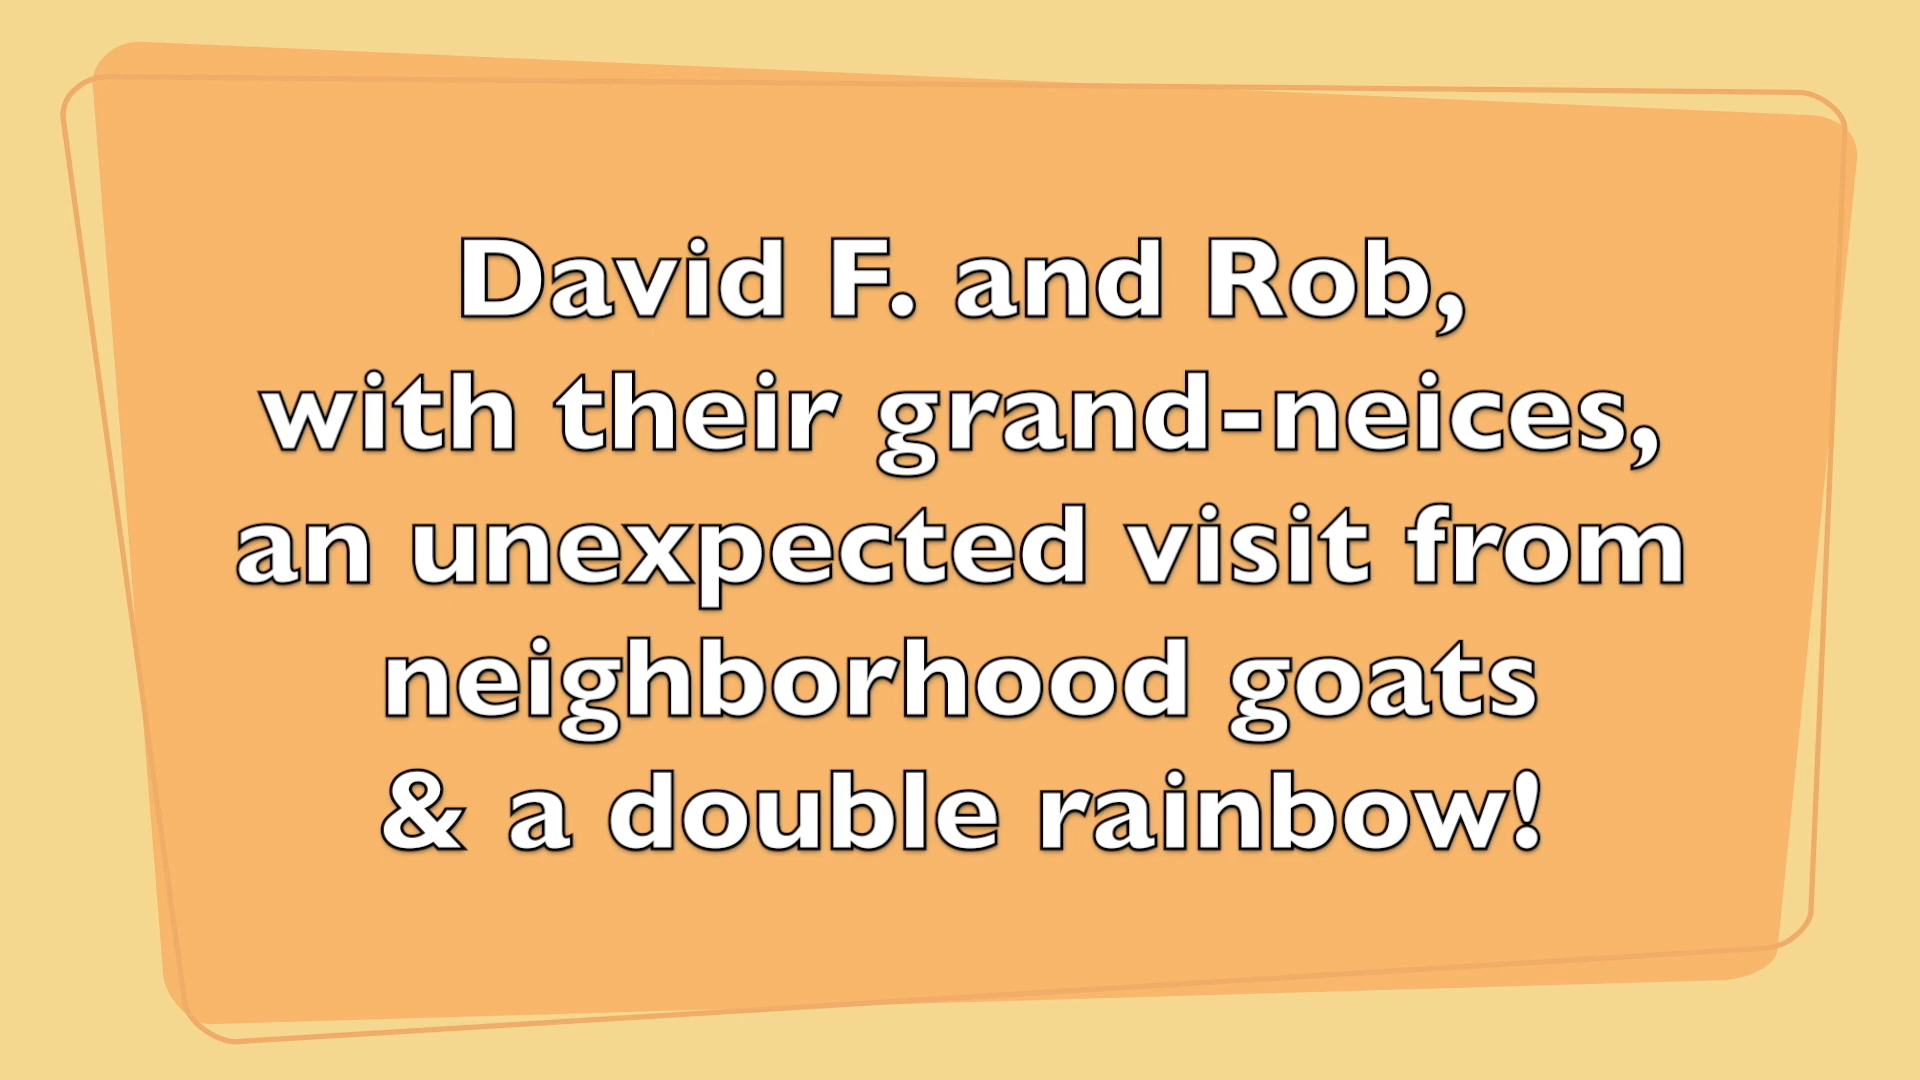 David F. and Rob,
with their grand-neices,
an unexpected visit from
neighborhood goats
& a double rainbow!